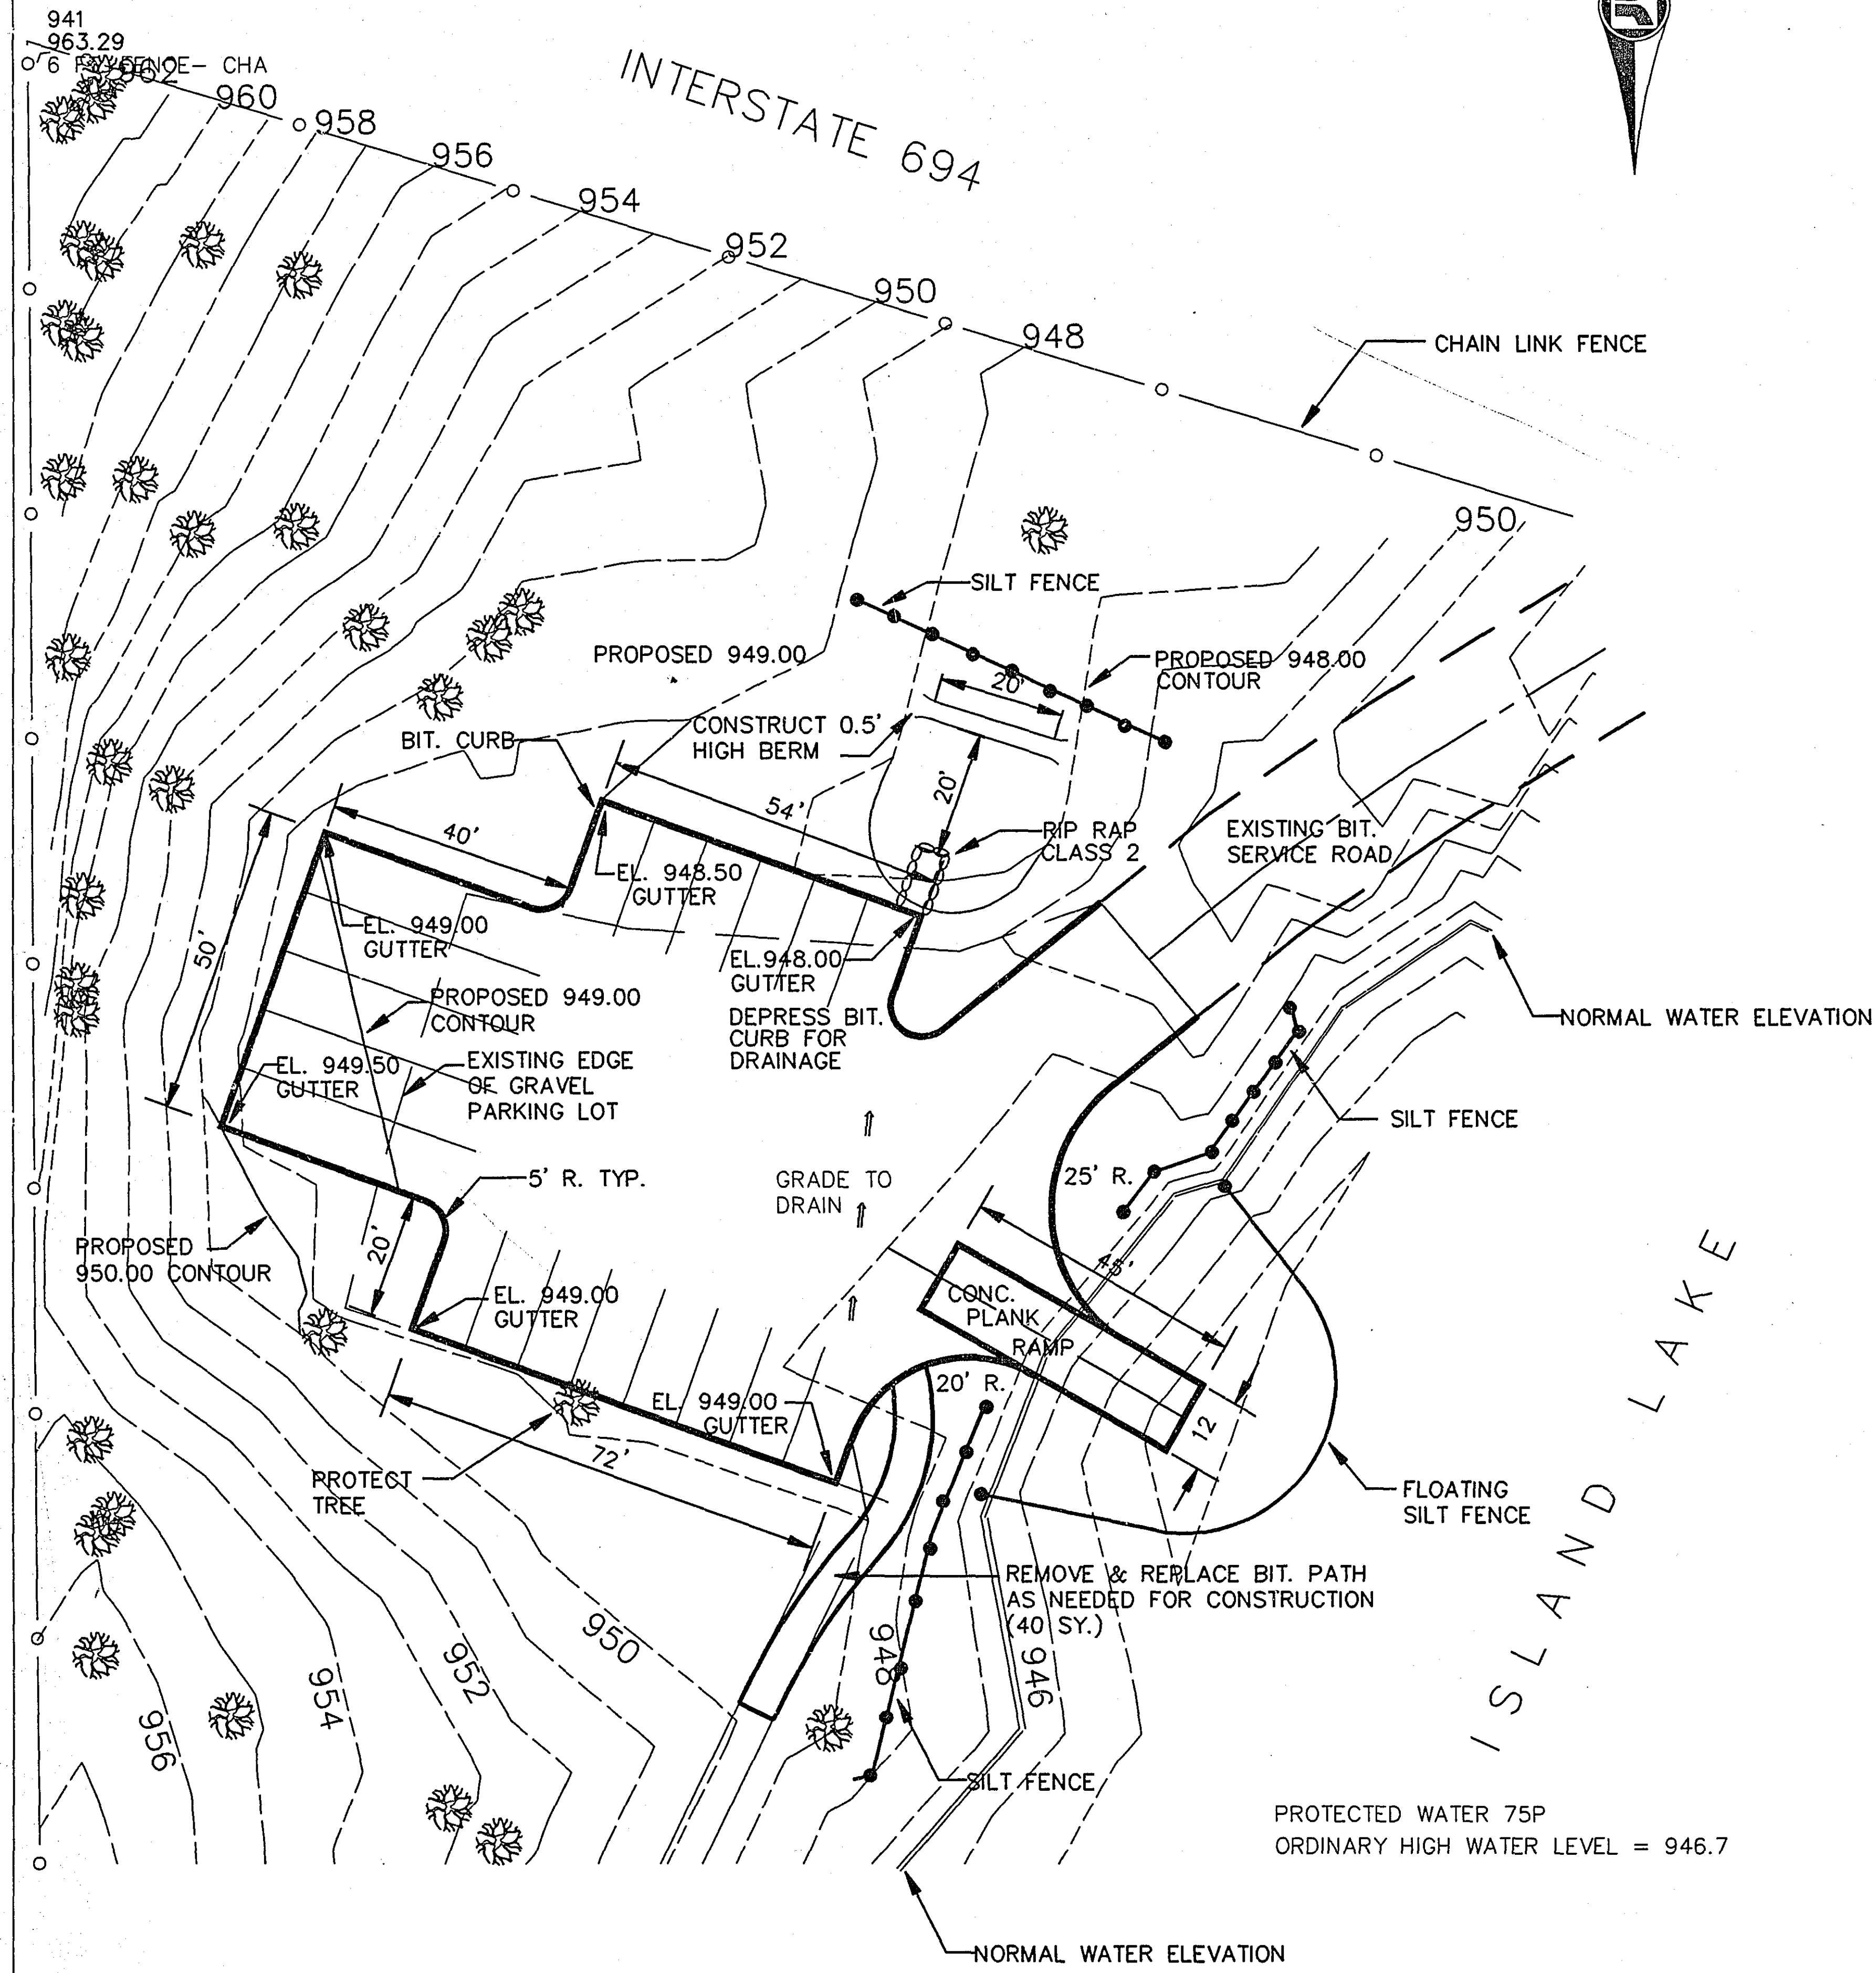 941
963.29
6 F FENCE- CHA
962
960
958
956
954
952
950
948
INTERSTATE 694
CHAIN LINK FENCE
950
SILT FENCE
PROPOSED 949.00
PROPOSED 948.00
CONTOUR
20'
CONSTRUCT 0.5'
HIGH BERM
BIT. CURB
20'
54'
40'
RIP RAP
CLASS 2
EXISTING BIT.
SERVICE ROAD
EL. 948.50
GUTTER
EL. 949.00
GUTTER
50'
EL.948.00
GUTTER
DEPRESS BIT.
CURB FOR
DRAINAGE
PROPOSED 949.00
CONTOUR
NORMAL WATER ELEVATION
EL. 949.50
GUTTER
EXISTING EDGE
OF GRAVEL
PARKING LOT
SILT FENCE
5' R. TYP.
GRADE TO
DRAIN
25' R.
20'
PROPOSED
950.00 CONTOUR
45'
EL. 949.00
GUTTER
CONC.
PLANK
RAMP
20' R.
EL. 949.00
GUTTER
12
72'
PROTECT
TREE
FLOATING
SILT FENCE
ISLAND LAKE
REMOVE & REPLACE BIT. PATH
AS NEEDED FOR CONSTRUCTION
(40 SY.)
950
948
946
952
954
956
SILT FENCE
PROTECTED WATER 75P
ORDINARY HIGH WATER LEVEL = 946.7
NORMAL WATER ELEVATION